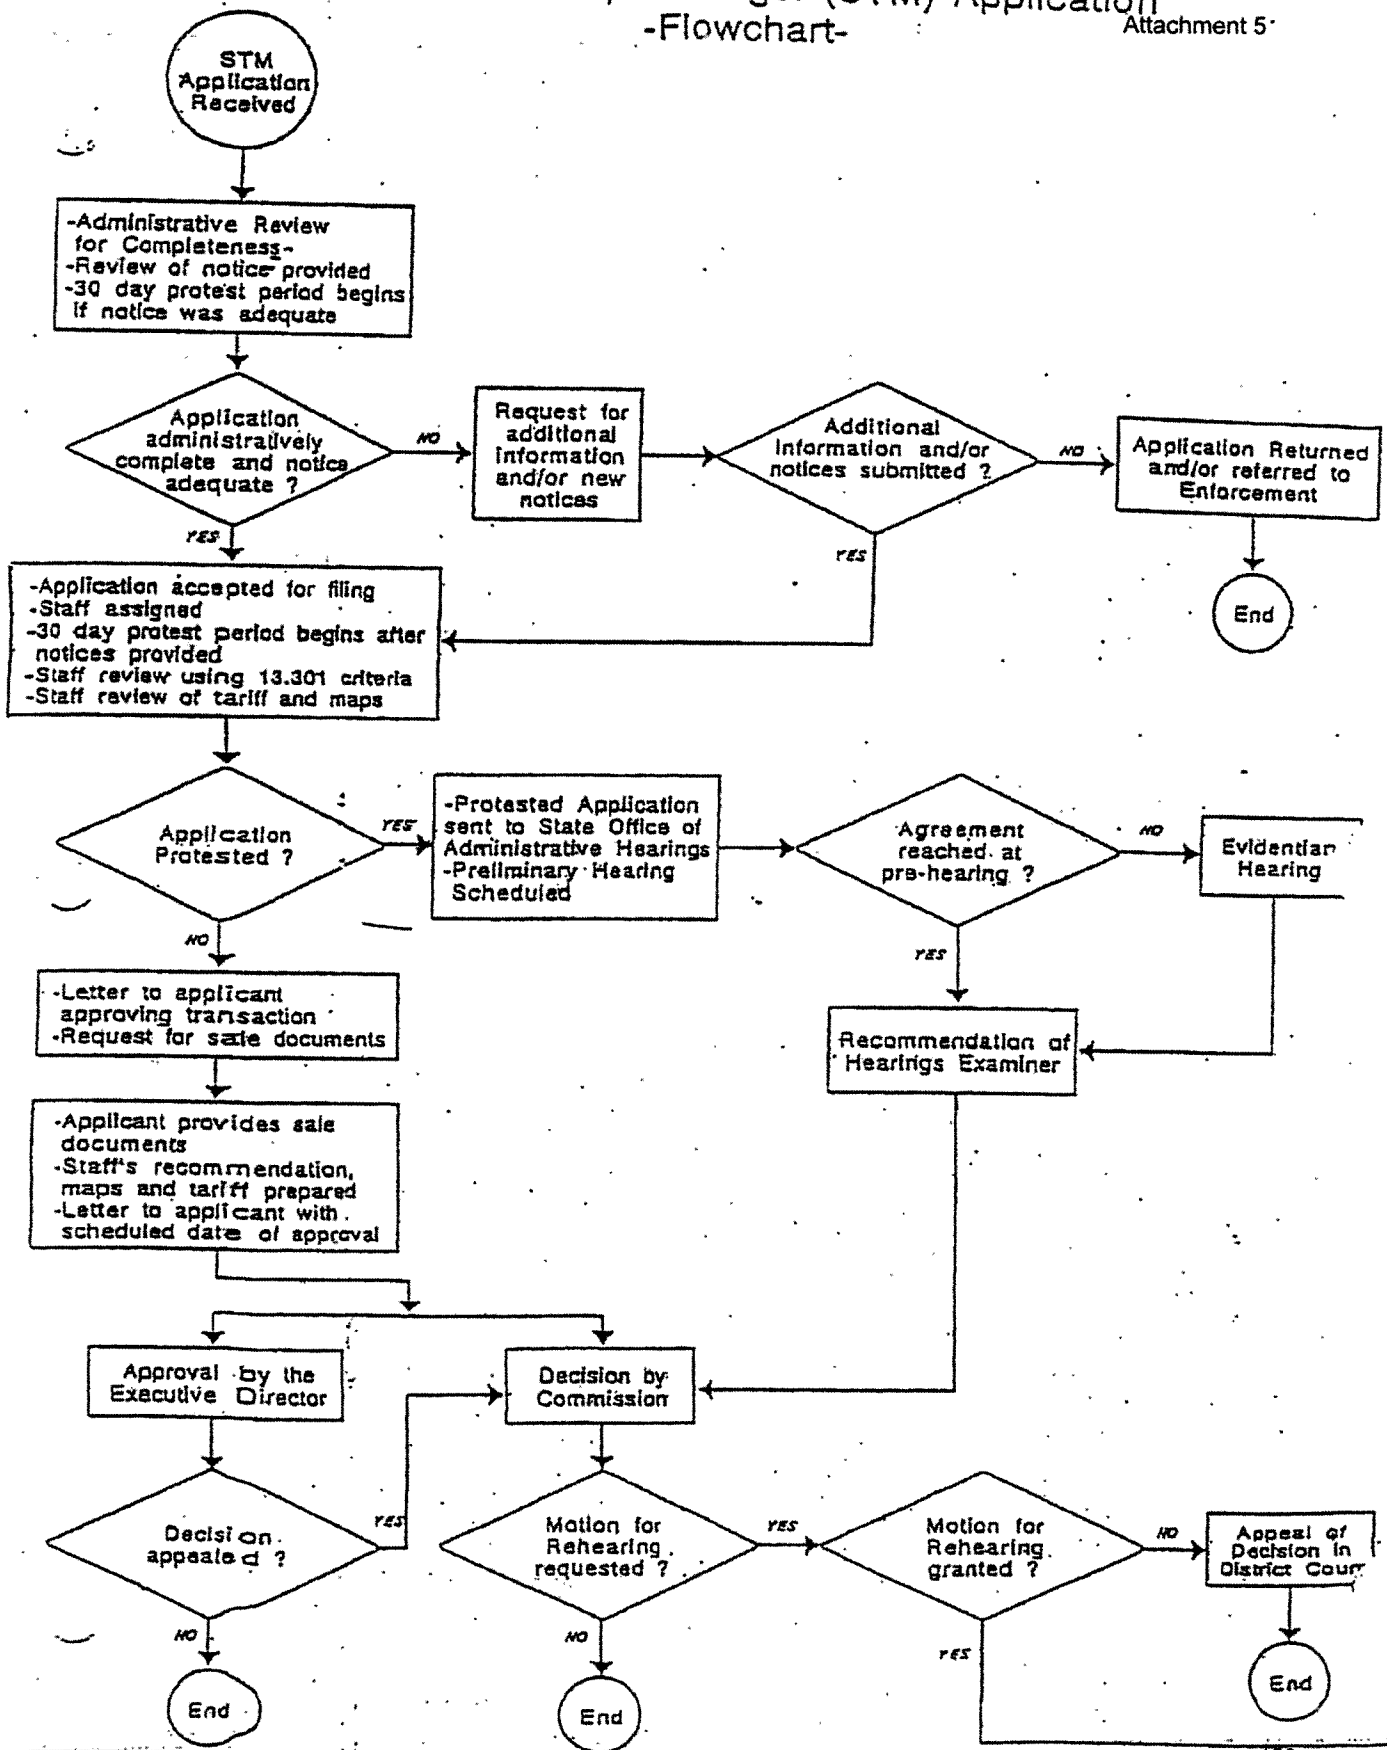 (STM) Application
-Flowchart-
Attachment 5
STM
Application
Received
-Administrative Review
for Completeness-
-Review of notice provided
-30 day protest period begins
if notice was adequate
Application
administratively
complete and notice
adequate ?
NO
Request for
additional
information
and/or new
notices
Additional
Information and/or
notices submitted ?
NO
Application Returned
and/or referred to
Enforcement
YES
YES
End
-Application accepted for filing
-Staff assigned
-30 day protest period begins after
notices provided
-Staff review using 13.301 criteria
-Staff review of tariff and maps
Application
Protested ?
YES
-Protested Application
sent to State Office of
Administrative Hearings
-Preliminary Hearing
Scheduled
Agreement
reached at
pre-hearing ?
NO
Evidentiar
Hearing
NO
YES
-Letter to applicant
approving transaction
-Request for sale documents
Recommendation of
Hearings Examiner
-Applicant provides sale
documents
-Staff's recommendation,
maps and tariff prepared
-Letter to applicant with
scheduled date of approval
Approval by the
Executive Director
Decision by
Commission
Decision
appealed ?
YES
Motion for
Rehearing
requested ?
YES
Motion for
Rehearing
granted ?
NO
Appeal of
Decision in
District Cour
NO
NO
YES
End
End
End